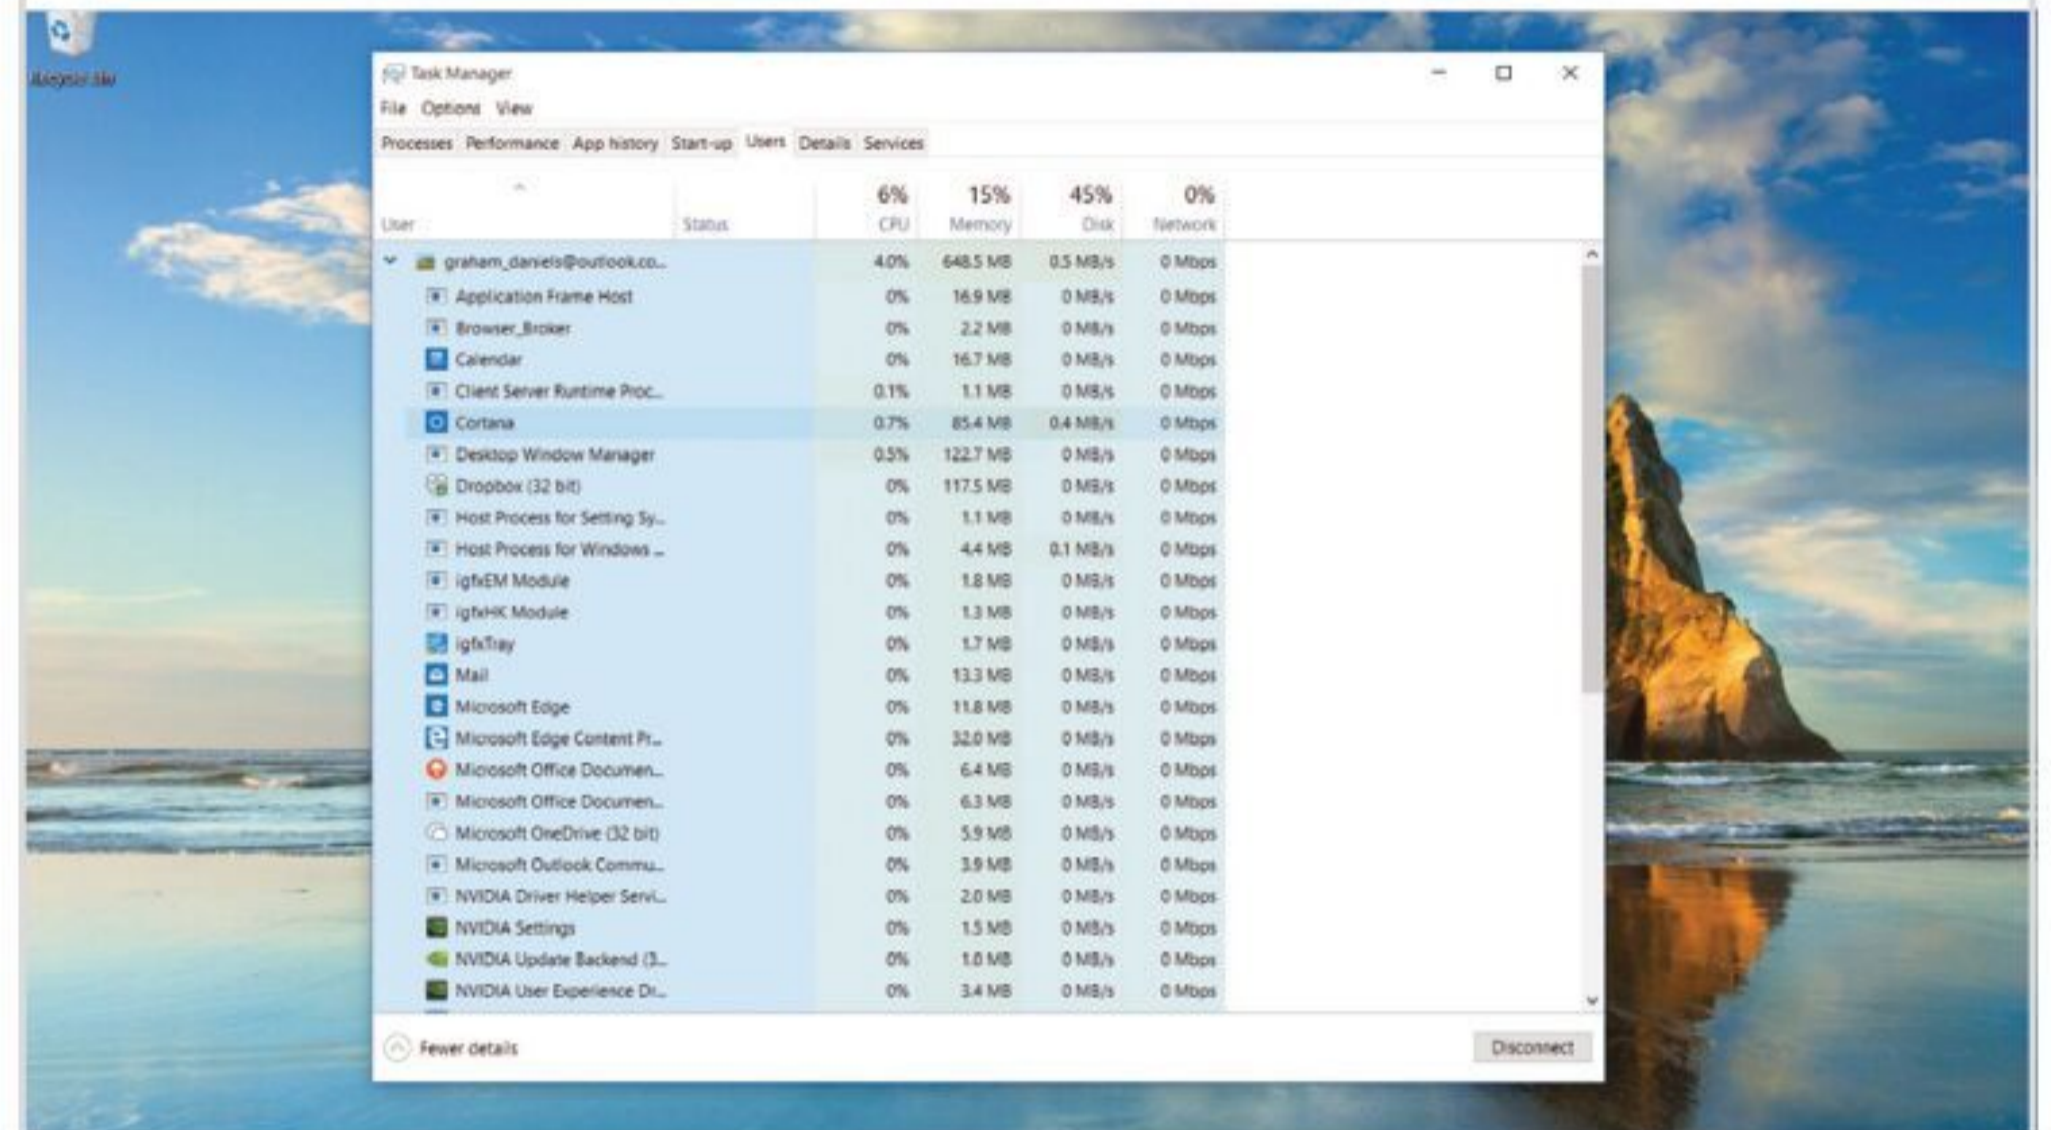 Recycle Bin
Task Manager
File Options View
Processes Performance App history Start-up Users Details Services
6% 15% 45% 0%
User Status CPU Memory Disk Network
graham_daniels@outlook.co... 4.0% 648.5 MB 0.5 MB/s 0 Mbps
Application Frame Host 0% 16.9 MB 0 MB/s 0 Mbps
Browser_Broker 0% 2.2 MB 0 MB/s 0 Mbps
Calendar 0% 16.7 MB 0 MB/s 0 Mbps
Client Server Runtime Proc... 0.1% 1.1 MB 0 MB/s 0 Mbps
Cortana 0.7% 85.4 MB 0.4 MB/s 0 Mbps
Desktop Window Manager 0.5% 122.7 MB 0 MB/s 0 Mbps
Dropbox (32 bit) 0% 117.5 MB 0 MB/s 0 Mbps
Host Process for Setting Sy... 0% 1.1 MB 0 MB/s 0 Mbps
Host Process for Windows ... 0% 4.4 MB 0.1 MB/s 0 Mbps
igfxEM Module 0% 1.8 MB 0 MB/s 0 Mbps
igfxHK Module 0% 1.3 MB 0 MB/s 0 Mbps
igfxTray 0% 1.7 MB 0 MB/s 0 Mbps
Mail 0% 13.3 MB 0 MB/s 0 Mbps
Microsoft Edge 0% 11.8 MB 0 MB/s 0 Mbps
Microsoft Edge Content Pr... 0% 32.0 MB 0 MB/s 0 Mbps
Microsoft Office Documen... 0% 6.4 MB 0 MB/s 0 Mbps
Microsoft Office Documen... 0% 6.3 MB 0 MB/s 0 Mbps
Microsoft OneDrive (32 bit) 0% 5.9 MB 0 MB/s 0 Mbps
Microsoft Outlook Commu... 0% 3.9 MB 0 MB/s 0 Mbps
NVIDIA Driver Helper Servi... 0% 2.0 MB 0 MB/s 0 Mbps
NVIDIA Settings 0% 1.5 MB 0 MB/s 0 Mbps
NVIDIA Update Backend (3... 0% 1.0 MB 0 MB/s 0 Mbps
NVIDIA User Experience Dr... 0% 3.4 MB 0 MB/s 0 Mbps
Fewer details
Disconnect